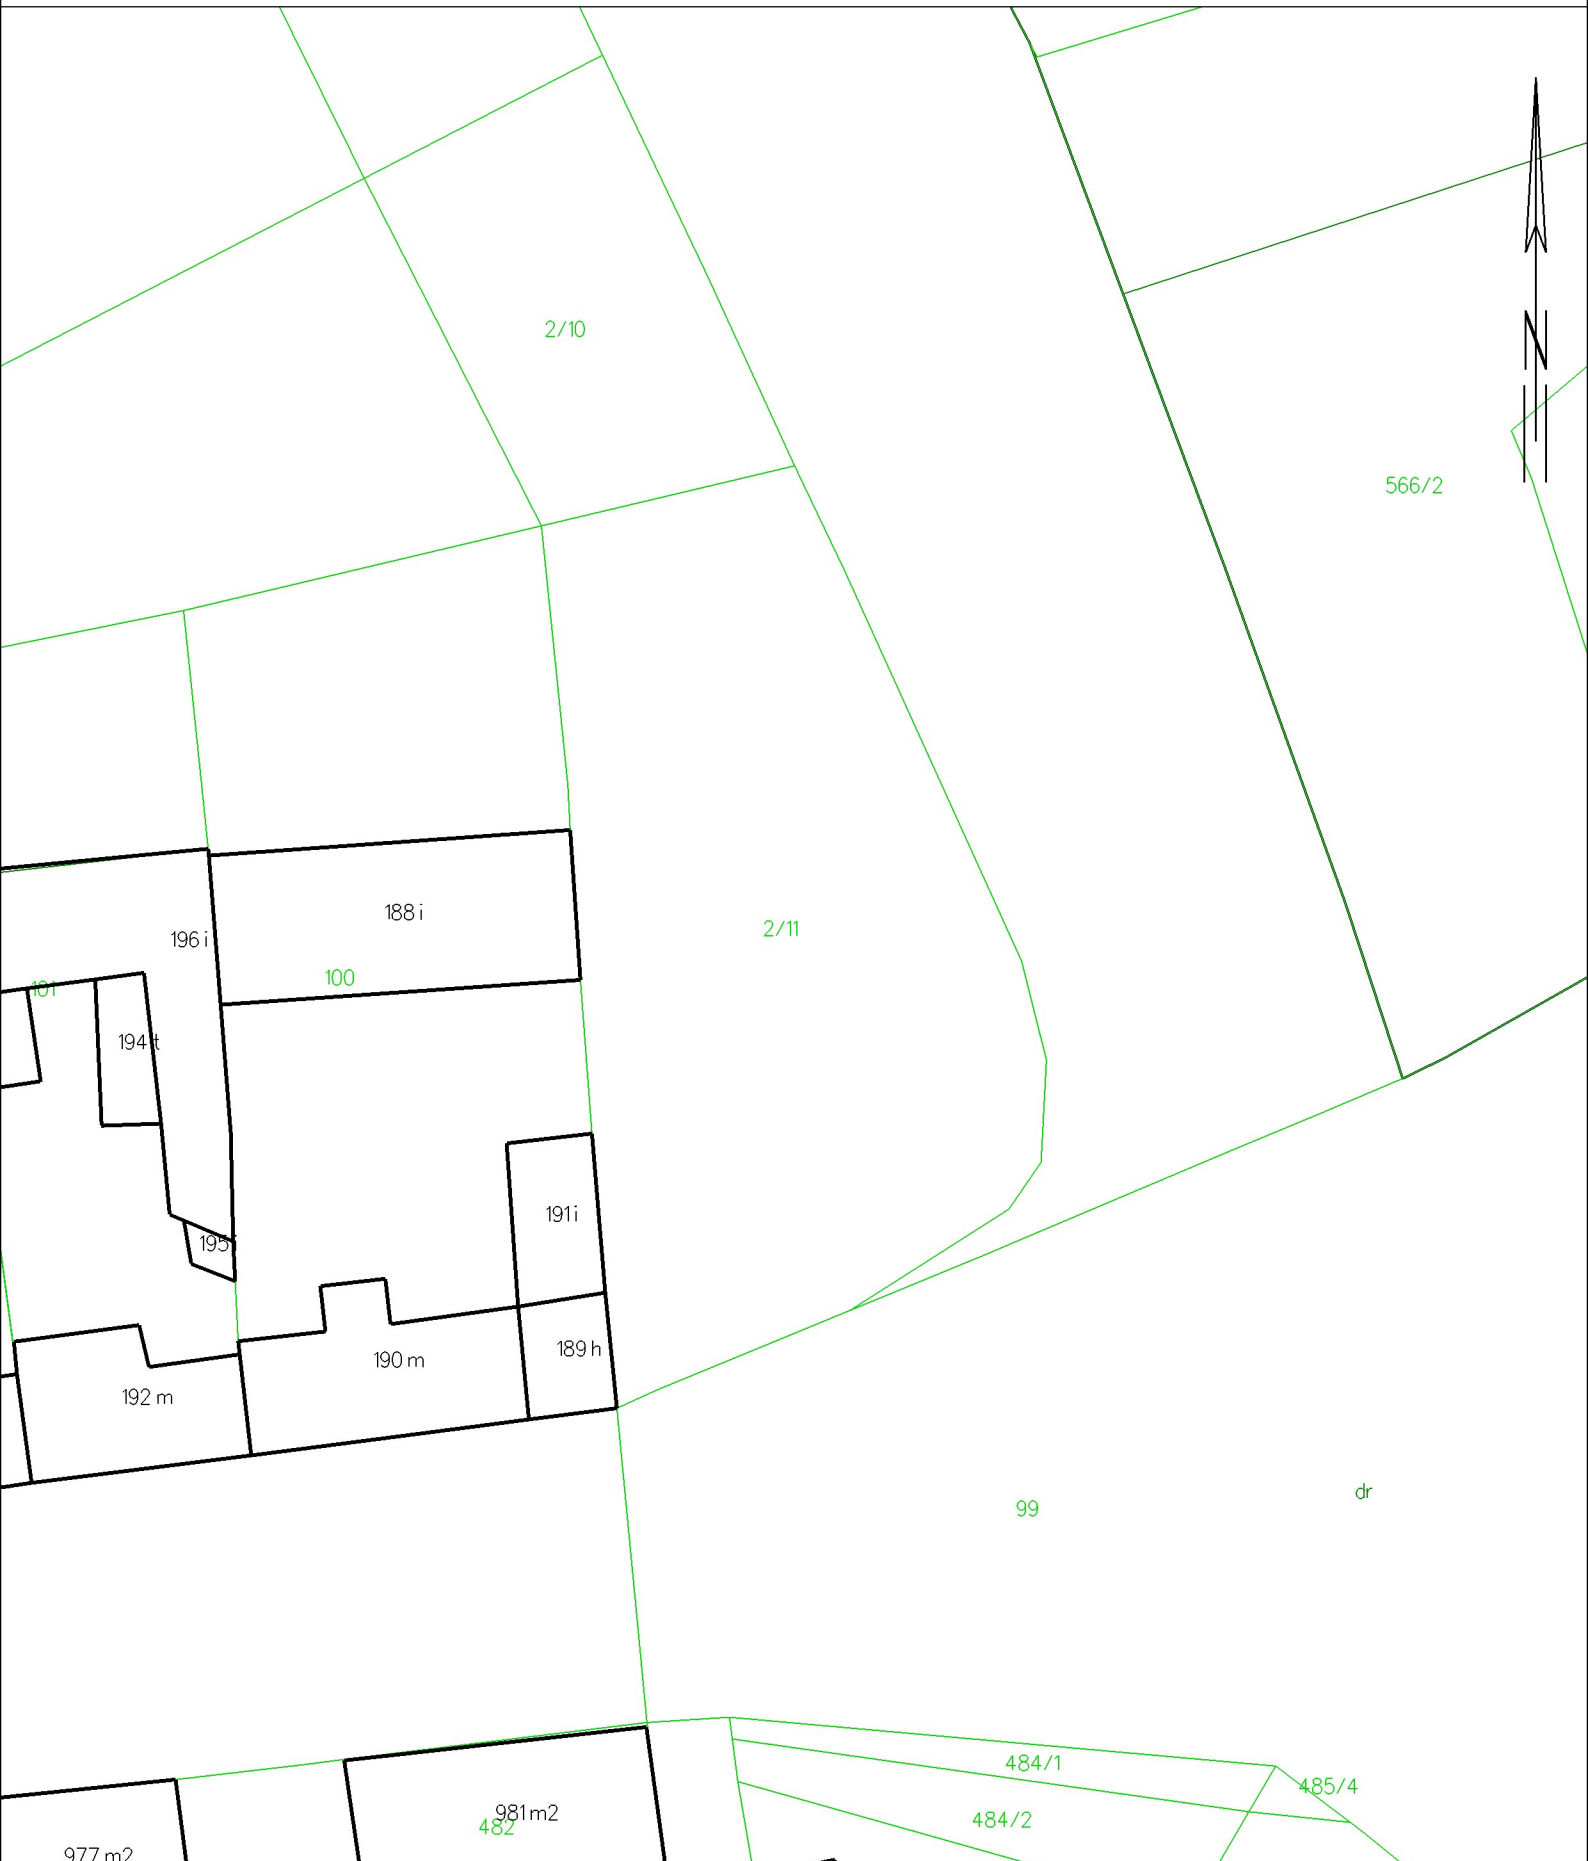 N
2/10
566/2
188 i
2/11
196 i
100
101
194 t
191 i
195
189 h
190 m
192 m
dr
99
484/1
485/4
981 m2
484/2
482
977 m2